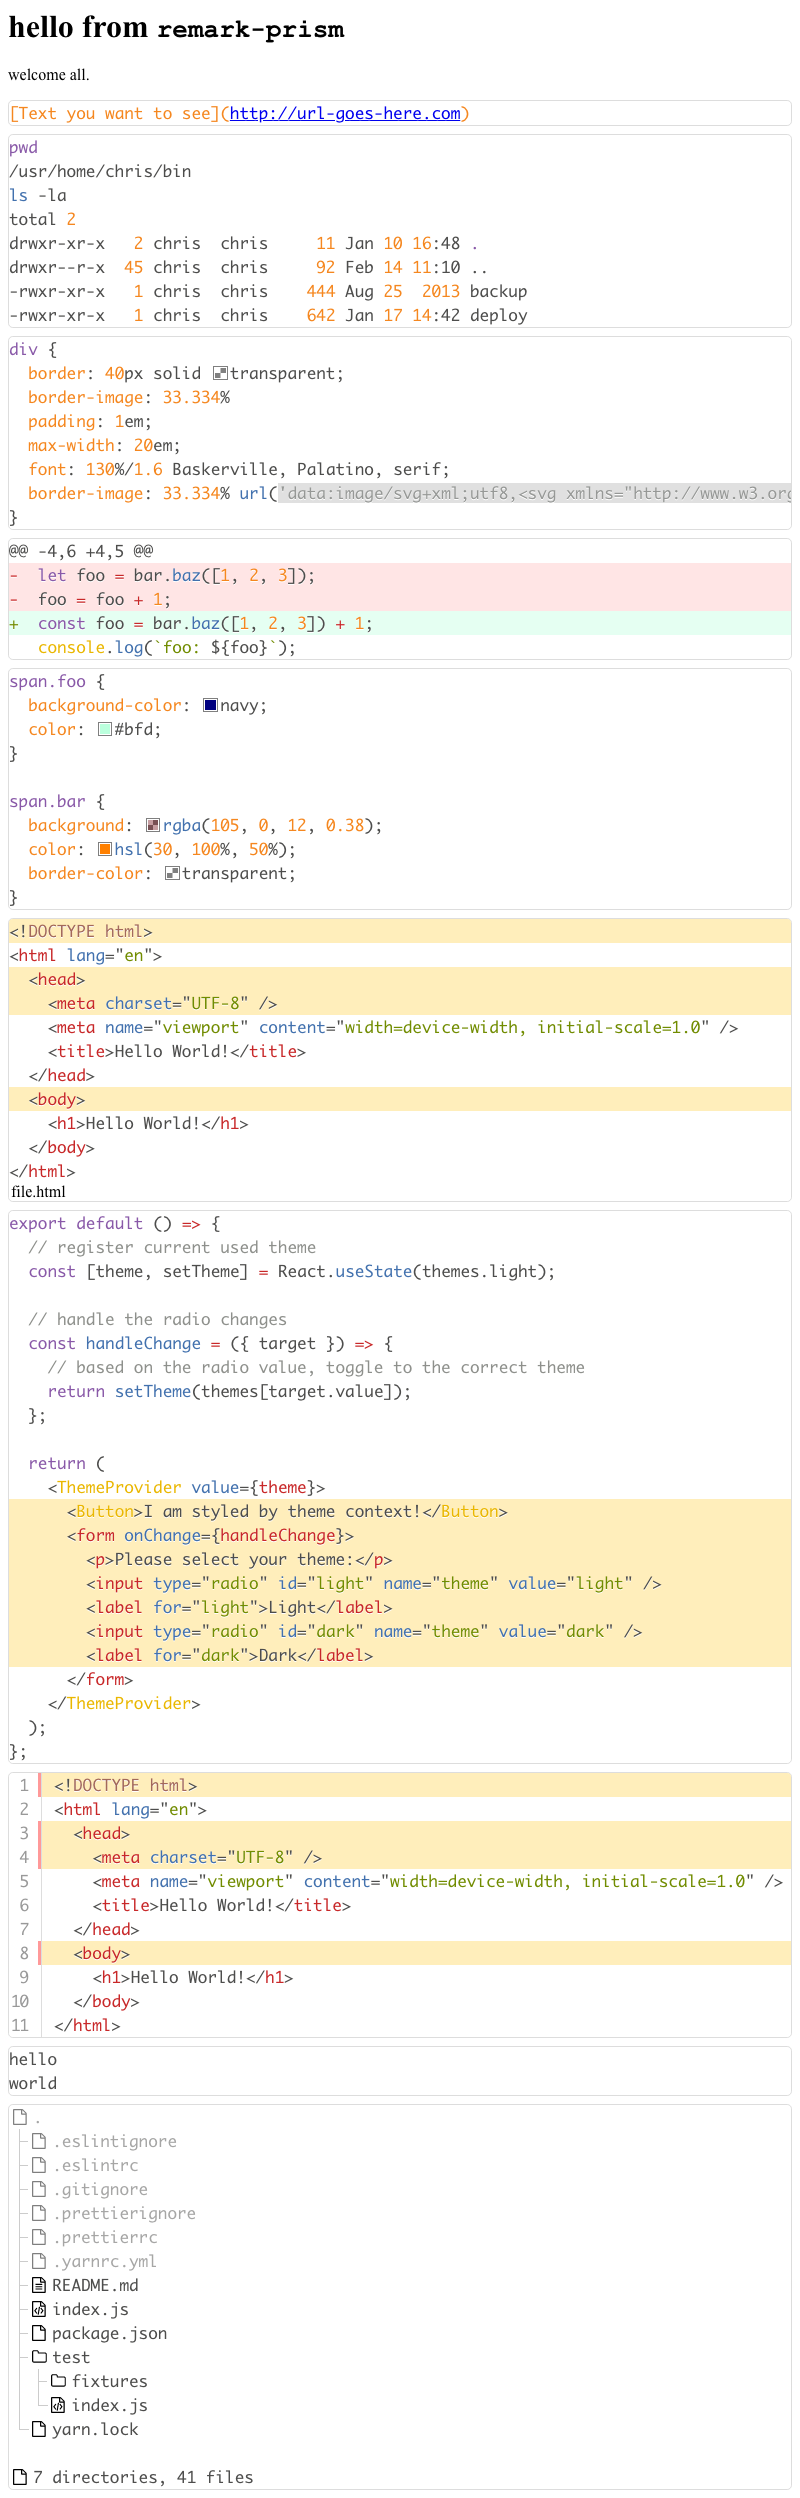 hello from remark-prism
welcome all.
[Text you want to see](http://url-goes-here.com)
pwd
/usr/home/chris/bin
ls -la
total 2
drwxr-xr-x   2 chris  chris     11 Jan 10 16:48 .
drwxr--r-x  45 chris  chris     92 Feb 14 11:10 ..
-rwxr-xr-x   1 chris  chris    444 Aug 25  2013 backup
-rwxr-xr-x   1 chris  chris    642 Jan 17 14:42 deploy
div {
  border: 40px solid transparent;
  border-image: 33.334%
  padding: 1em;
  max-width: 20em;
  font: 130%/1.6 Baskerville, Palatino, serif;
  border-image: 33.334% url('data:image/svg+xml;utf8,<svg xmlns="http://www.w3.org
}
@@ -4,6 +4,5 @@
-  let foo = bar.baz([1, 2, 3]);
-  foo = foo + 1;
+  const foo = bar.baz([1, 2, 3]) + 1;
   console.log(`foo: ${foo}`);
span.foo {
  background-color: navy;
  color: #bfd;
}
span.bar {
  background: rgba(105, 0, 12, 0.38);
  color: hsl(30, 100%, 50%);
  border-color: transparent;
}
<!DOCTYPE html>
<html lang="en">
  <head>
    <meta charset="UTF-8" />
    <meta name="viewport" content="width=device-width, initial-scale=1.0" />
    <title>Hello World!</title>
  </head>
  <body>
    <h1>Hello World!</h1>
  </body>
</html>
file.html
export default () => {
  // register current used theme
  const [theme, setTheme] = React.useState(themes.light);
  // handle the radio changes
  const handleChange = ({ target }) => {
    // based on the radio value, toggle to the correct theme
    return setTheme(themes[target.value]);
  };
  return (
    <ThemeProvider value={theme}>
      <Button>I am styled by theme context!</Button>
      <form onChange={handleChange}>
        <p>Please select your theme:</p>
        <input type="radio" id="light" name="theme" value="light" />
        <label for="light">Light</label>
        <input type="radio" id="dark" name="theme" value="dark" />
        <label for="dark">Dark</label>
      </form>
    </ThemeProvider>
  );
};
1 <!DOCTYPE html>
2 <html lang="en">
3   <head>
4     <meta charset="UTF-8" />
5     <meta name="viewport" content="width=device-width, initial-scale=1.0" />
6     <title>Hello World!</title>
7   </head>
8   <body>
9     <h1>Hello World!</h1>
10   </body>
11 </html>
hello
world
.
.eslintignore
.eslintrc
.gitignore
.prettierignore
.prettierrc
.yarnrc.yml
README.md
index.js
package.json
test
fixtures
index.js
yarn.lock
7 directories, 41 files